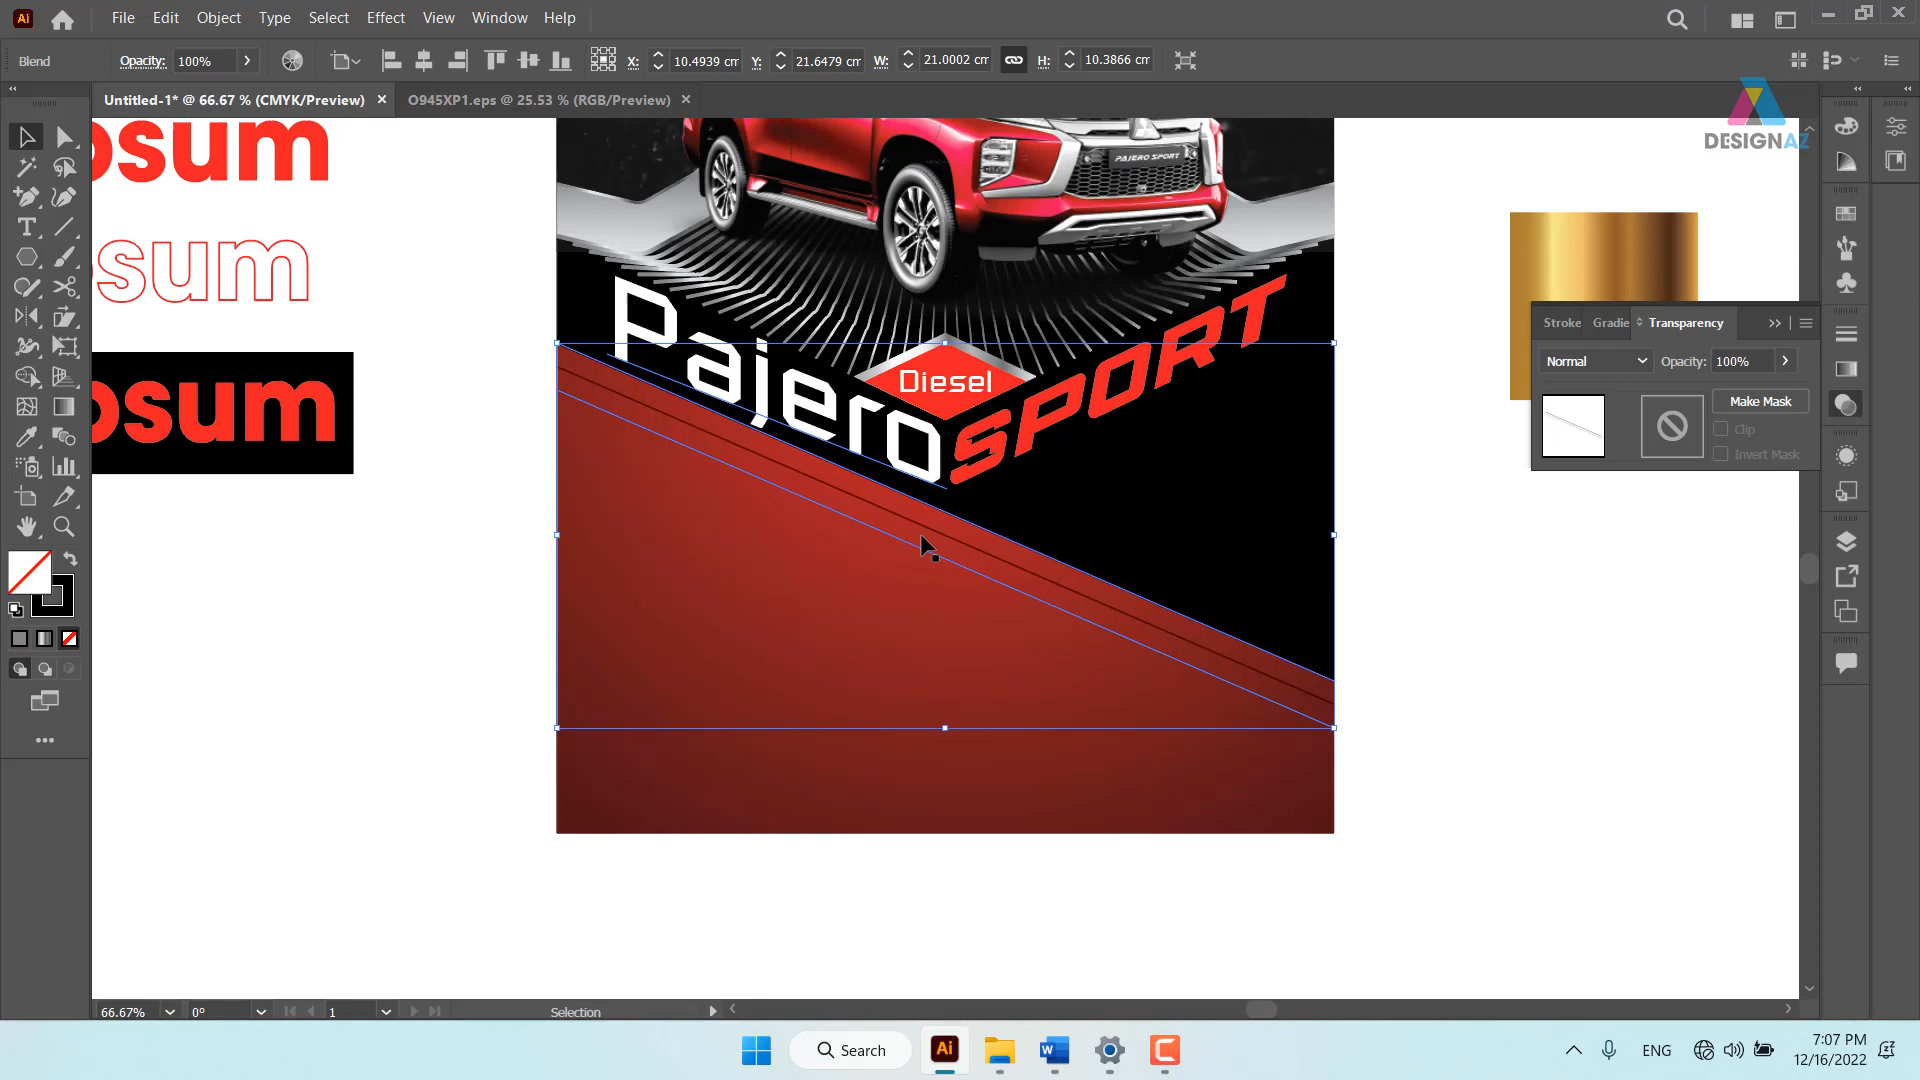 Ai
File Edit Object Type Select Effect View Window Help
Blend Opacity: 100% X: 10.4939 cm Y: 21.6479 cm W: 21.0002 cm H: 10.3866 cm
Untitled-1* @ 66.67 % (CMYK/Preview) × O945XP1.eps @ 25.53 % (RGB/Preview) ×
DESIGNAZ
osum
sum
osum
PAJERO SPORT
Pajero
Diesel
SPORT
Stroke Gradie Transparency
Normal Opacity: 100%
Make Mask
Clip
Invert Mask
66.67% 0° 1 Selection
Search Ai W C ENG 7:07 PM
12/16/2022